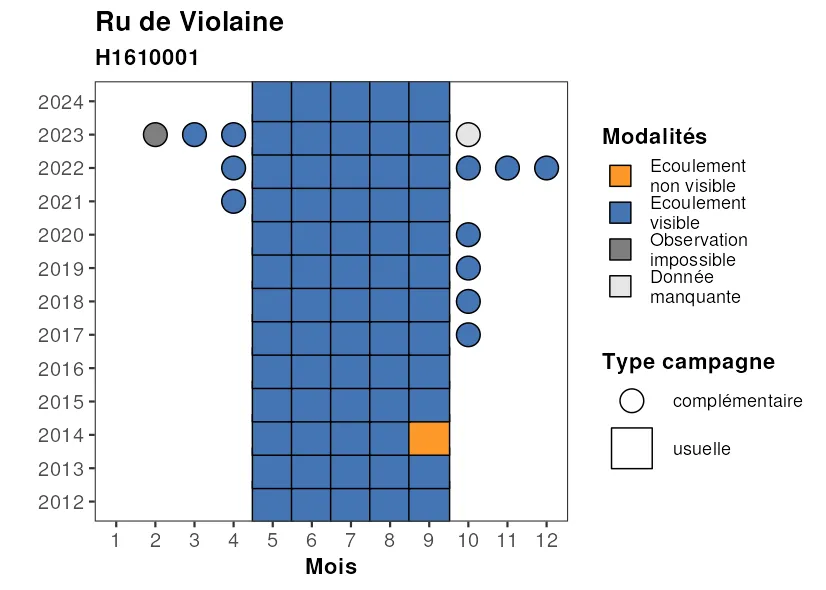 Ru de Violaine
H1610001
2024
2023
2022
2021
2020
2019
2018
2017
2016
2015
2014
2013
2012
1 2 3 4 5 6 7 8 9 10 11 12
Mois
Modalités
Ecoulement
non visible
Ecoulement
visible
Observation
impossible
Donnée
manquante
Type campagne
complémentaire
usuelle